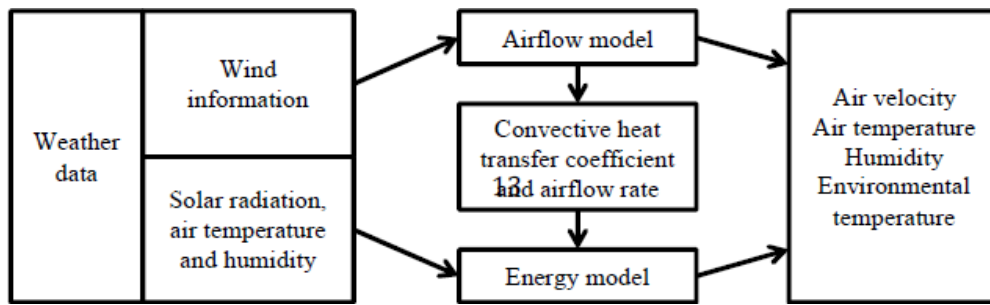 Weather
data
Wind
information
Solar radiation,
air temperature
and humidity
Airflow model
Convective heat
transfer coefficient
and airflow rate
13
Energy model
Air velocity
Air temperature
Humidity
Environmental
temperature